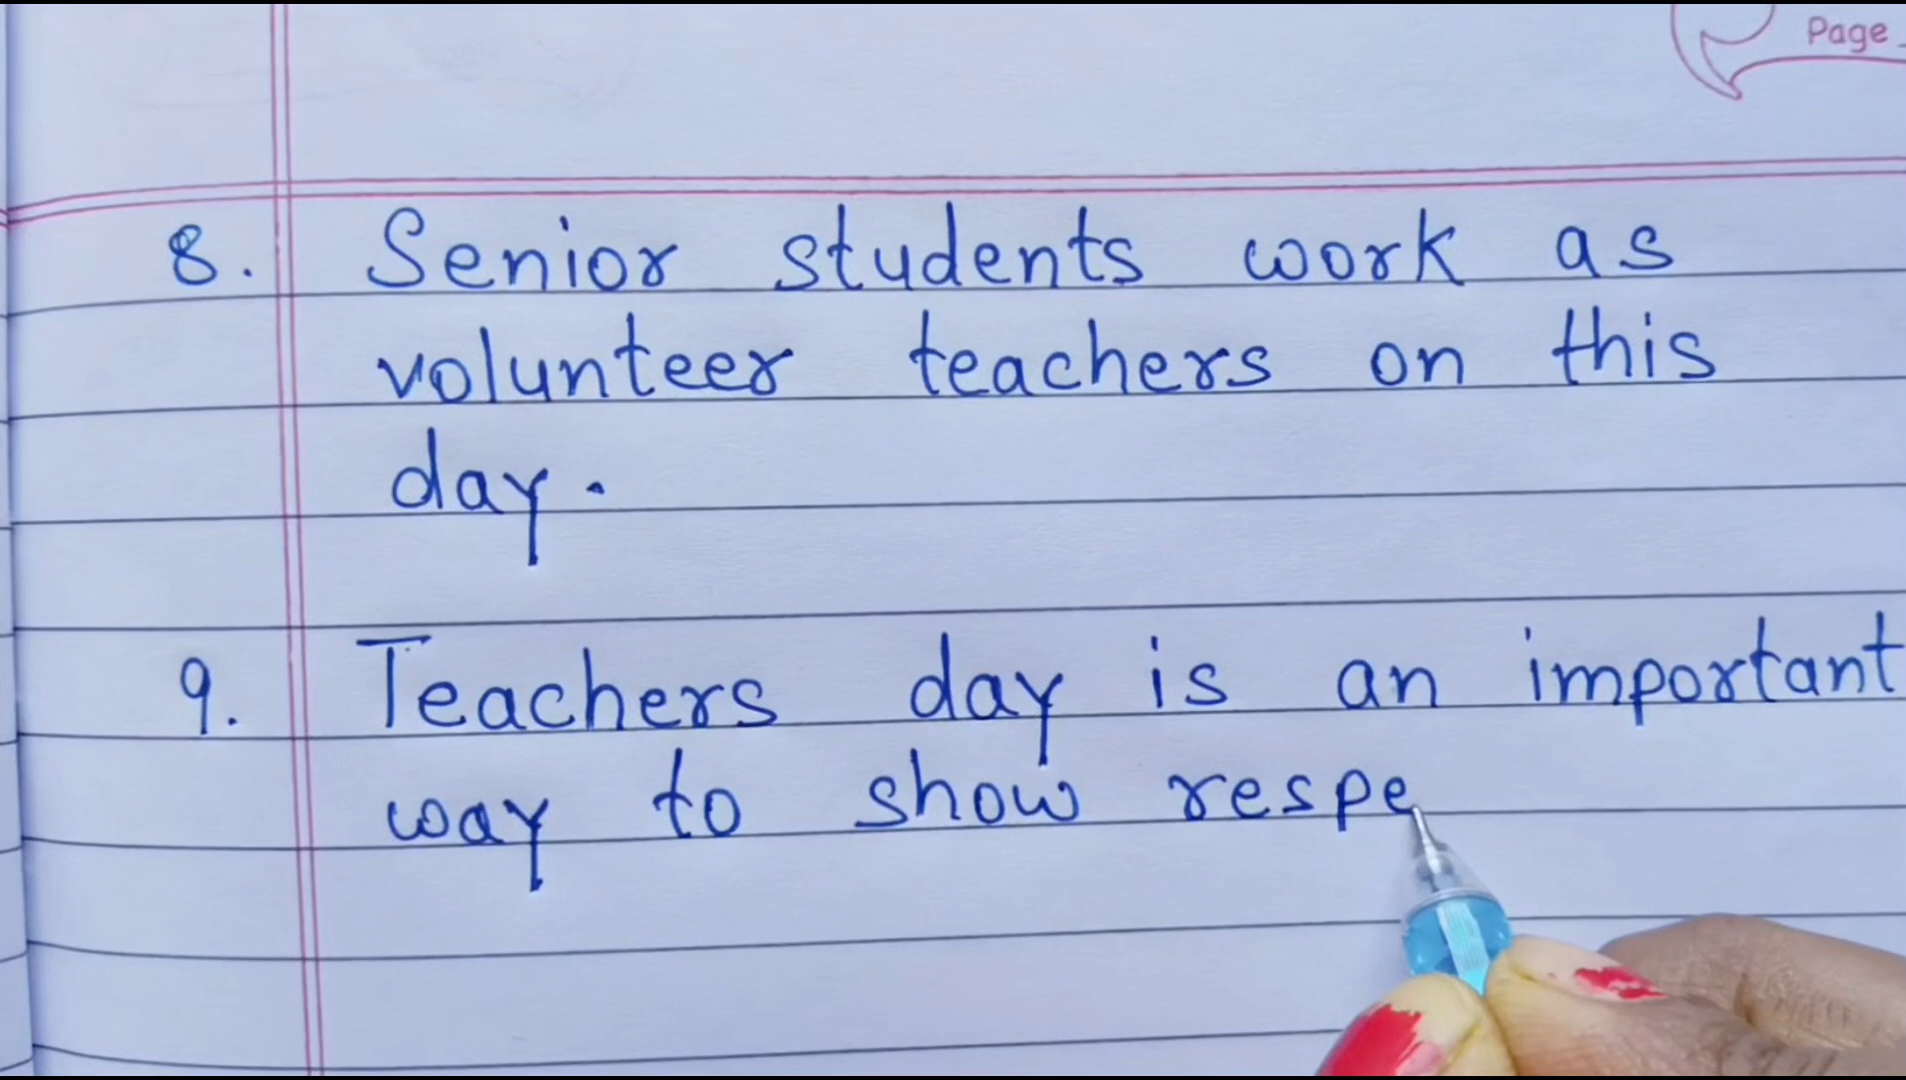 Page
8. Senior students work as
volunteer teachers on this
day.
9. Teachers day is an important
way to show respe